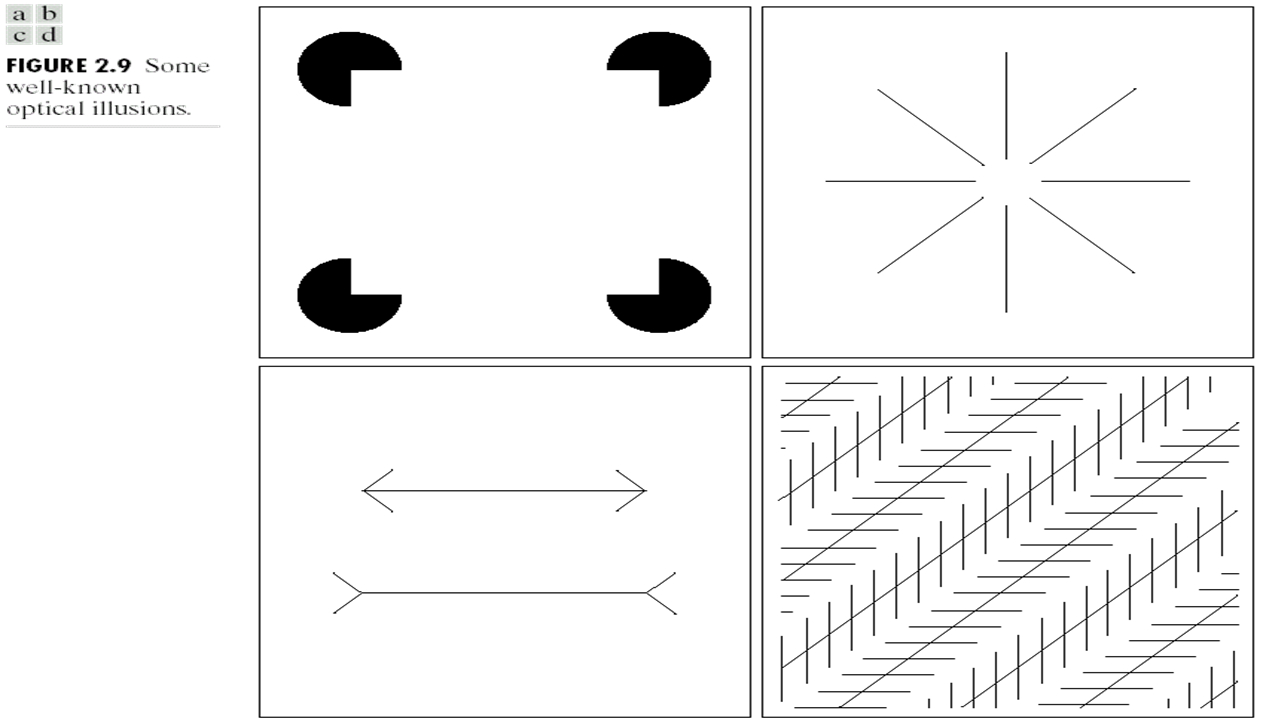 a b
c d
FIGURE 2.9 Some
well-known
optical illusions.